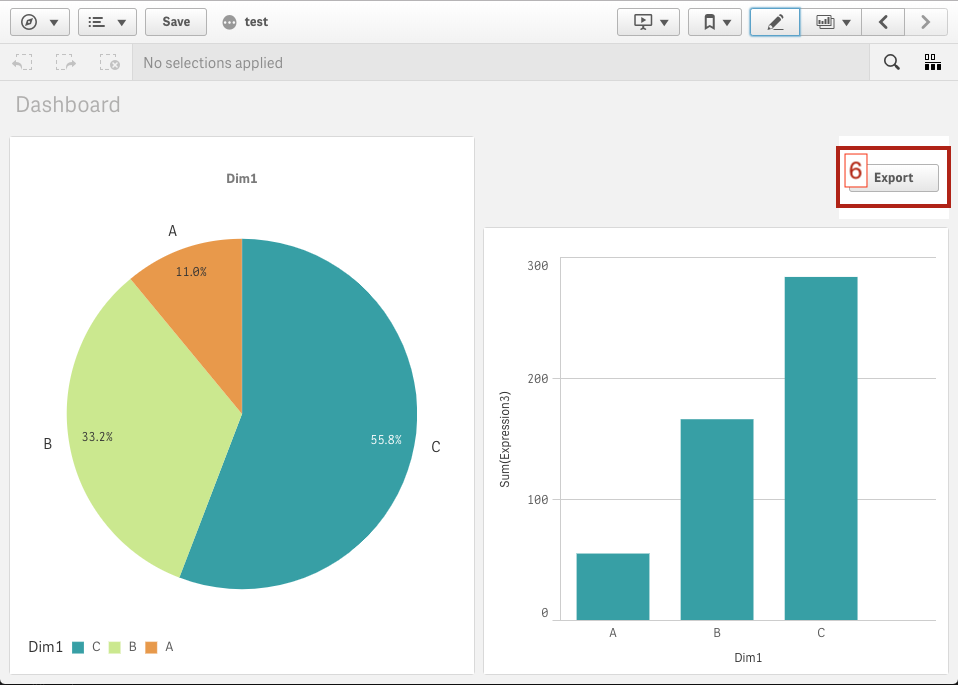 Save
test
No selections applied
Dashboard
6
Export
Dim1
A
11.0%
B
33.2%
55.8%
C
Dim1 C B A
300
200
100
0
Sum(Expression3)
A B C
Dim1